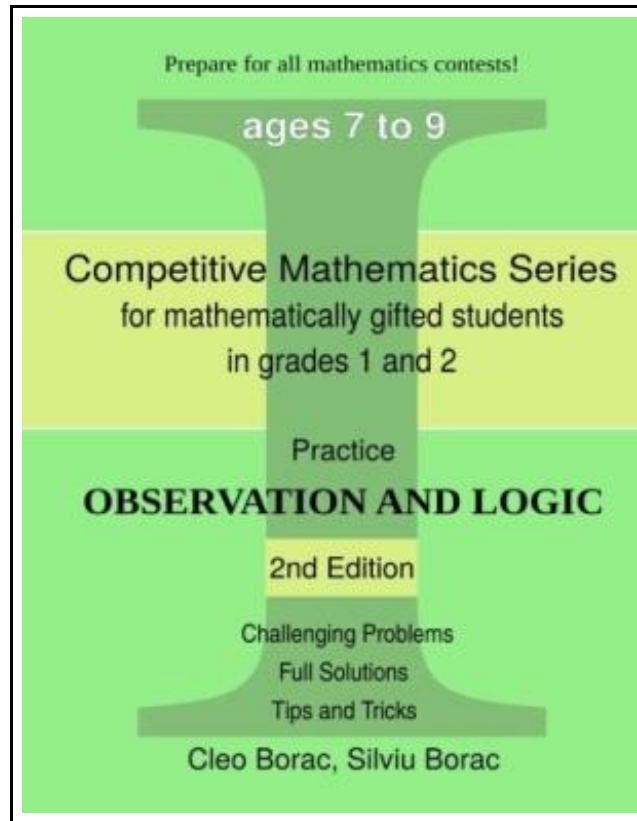 Prepare for all mathematics contests!
ages 7 to 9
Competitive Mathematics Series
for mathematically gifted students
in grades 1 and 2
Practice
OBSERVATION AND LOGIC
2nd Edition
Challenging Problems
Full Solutions
Tips and Tricks
Cleo Borac, Silviu Borac